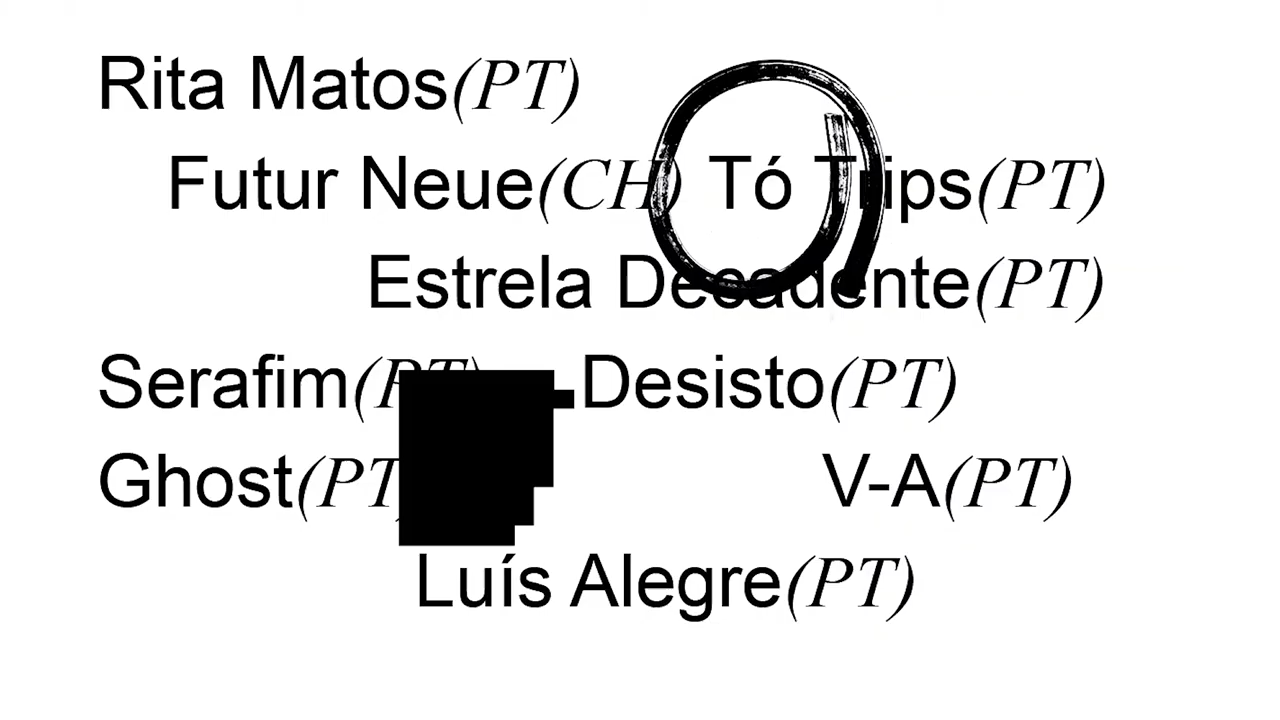 Rita Matos(PT)
Futur Neue(CH) Tó Trips(PT)
Estrela Decadente(PT)
Serafim(PT) Desisto(PT)
Ghost(PT) V-A(PT)
Luís Alegre(PT)